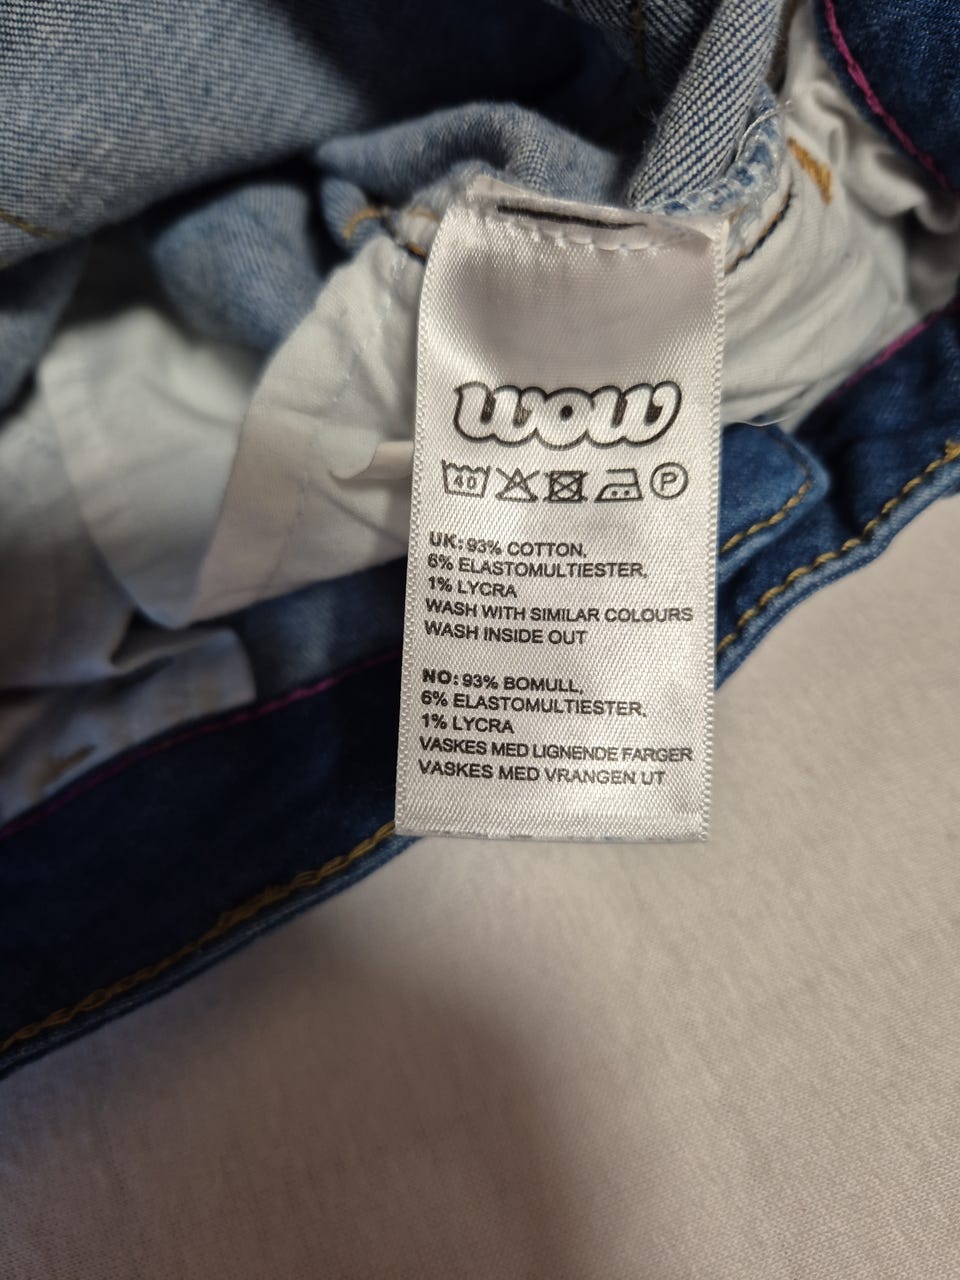 wow
40 P
UK: 93% COTTON,
6% ELASTOMULTIESTER,
1% LYCRA
WASH WITH SIMILAR COLOURS
WASH INSIDE OUT
NO: 93% BOMULL,
6% ELASTOMULTIESTER,
1% LYCRA
VASKES MED LIGNENDE FARGER
VASKES MED VRANGEN UT